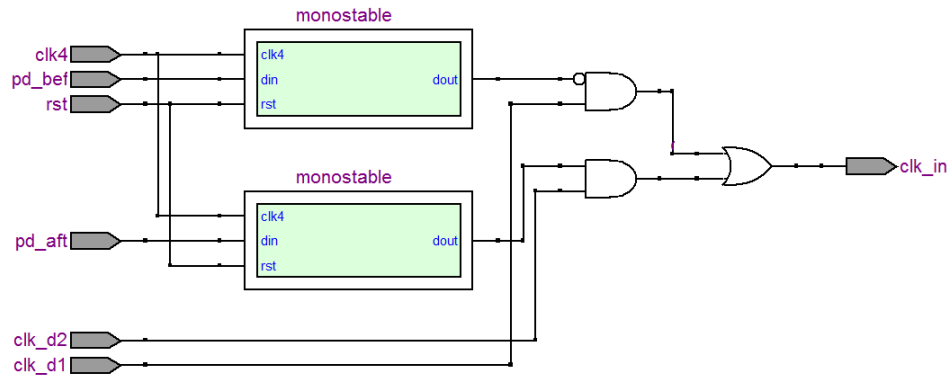 monostable
clk4
pd_bef
rst
clk4
din
rst
dout
clk_in
monostable
pd_aft
clk4
din
rst
dout
clk_d2
clk_d1